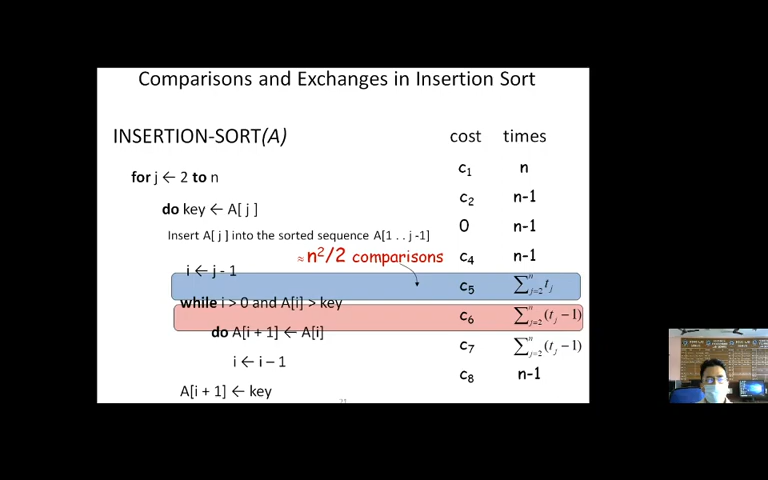 Comparisons and Exchanges in Insertion Sort
INSERTION-SORT(A) cost times
for j ← 2 to n c₁ n
do key ← A[ j ] c₂ n-1
Insert A[ j ] into the sorted sequence A[1 . . j -1] 0 n-1
≈ n²/2 comparisons c₄ n-1
i ← j - 1
c₅ ∑ⁿⱼ₌₂ tⱼ
while i > 0 and A[i] > key
c₆ ∑ⁿⱼ₌₂ (tⱼ − 1)
do A[i + 1] ← A[i]
c₇ ∑ⁿⱼ₌₂ (tⱼ − 1)
i ← i – 1
c₈ n-1
A[i + 1] ← key